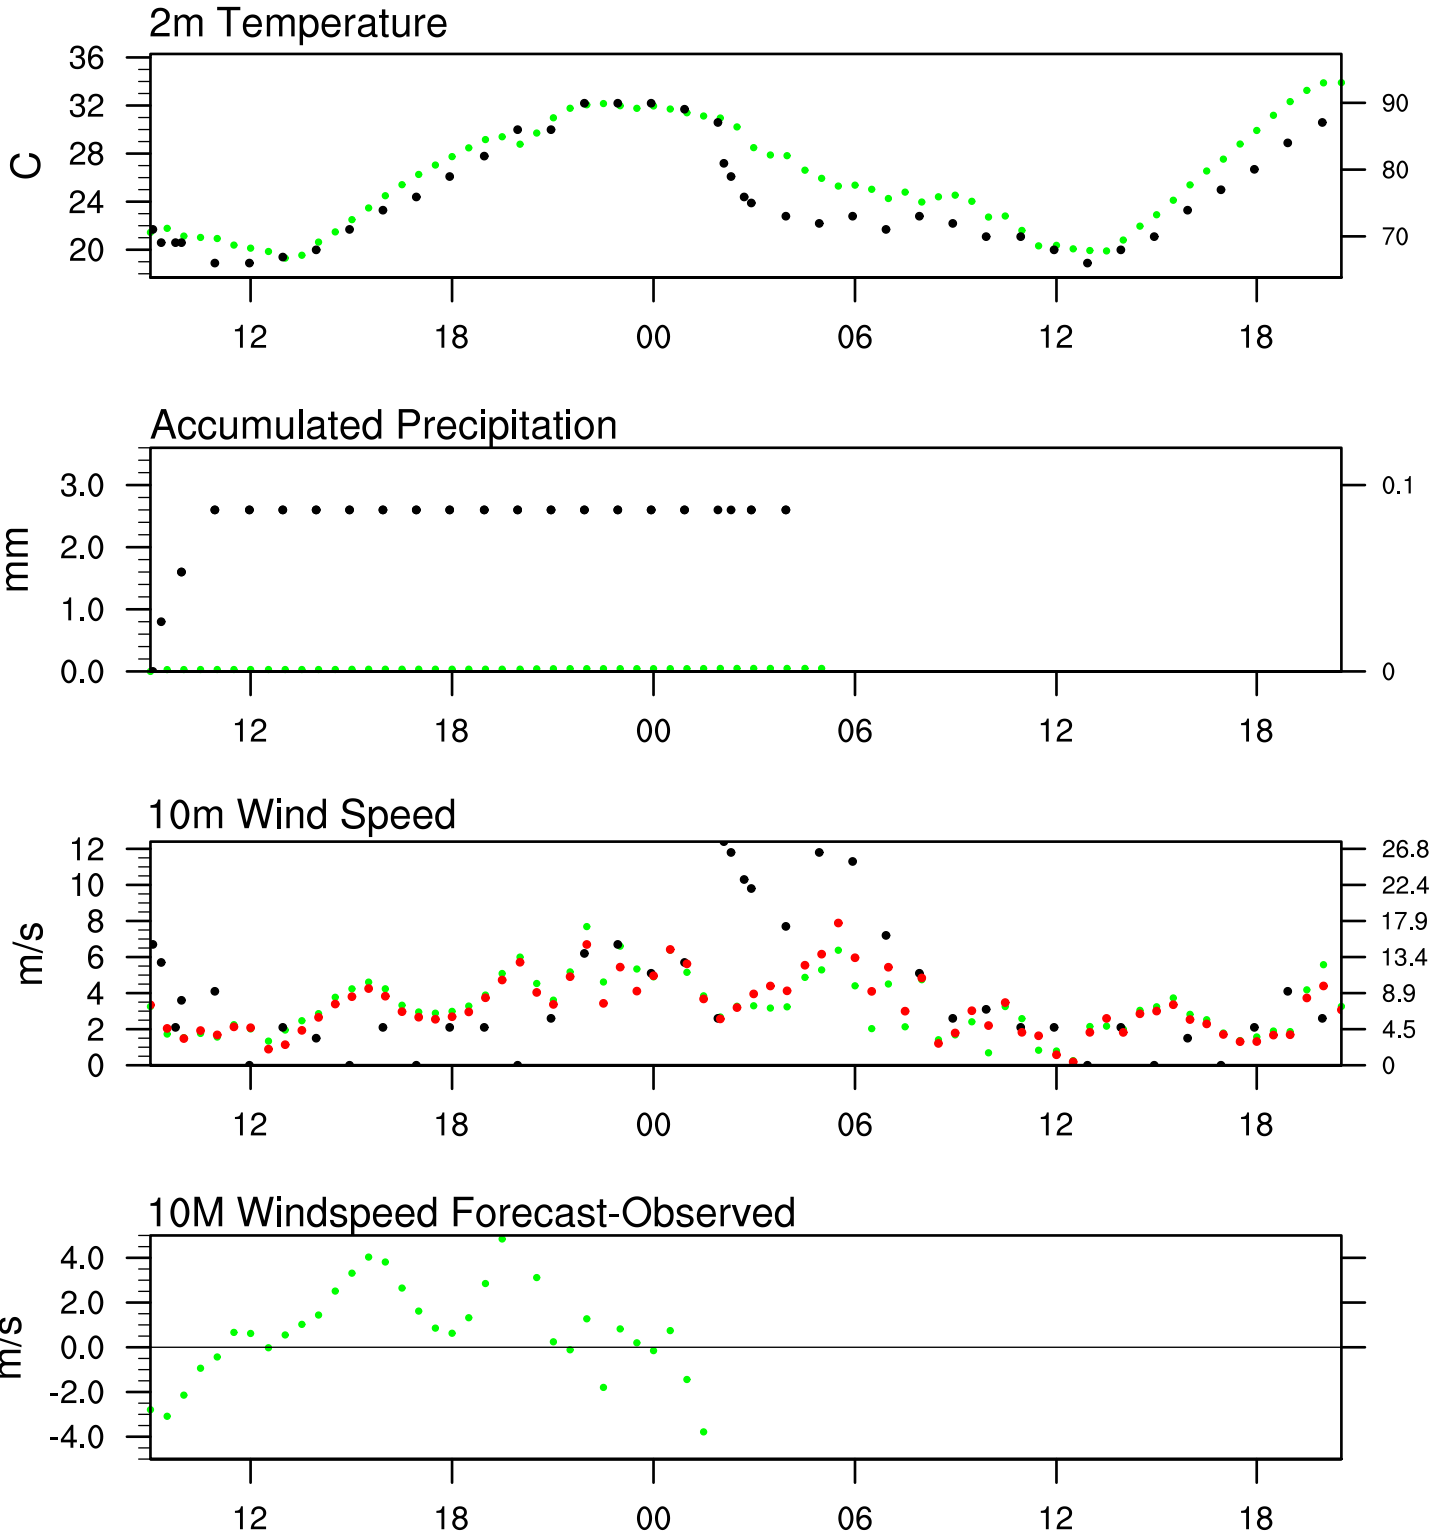 2m Temperature
36
32
28
24
20
C
90
80
70
12 18 00 06 12 18
Accumulated Precipitation
3.0
2.0
1.0
0.0
mm
0.1
0
12 18 00 06 12 18
10m Wind Speed
12
10
8
6
4
2
0
m/s
26.8
22.4
17.9
13.4
8.9
4.5
0
12 18 00 06 12 18
10M Windspeed Forecast-Observed
4.0
2.0
0.0
-2.0
-4.0
m/s
12 18 00 06 12 18